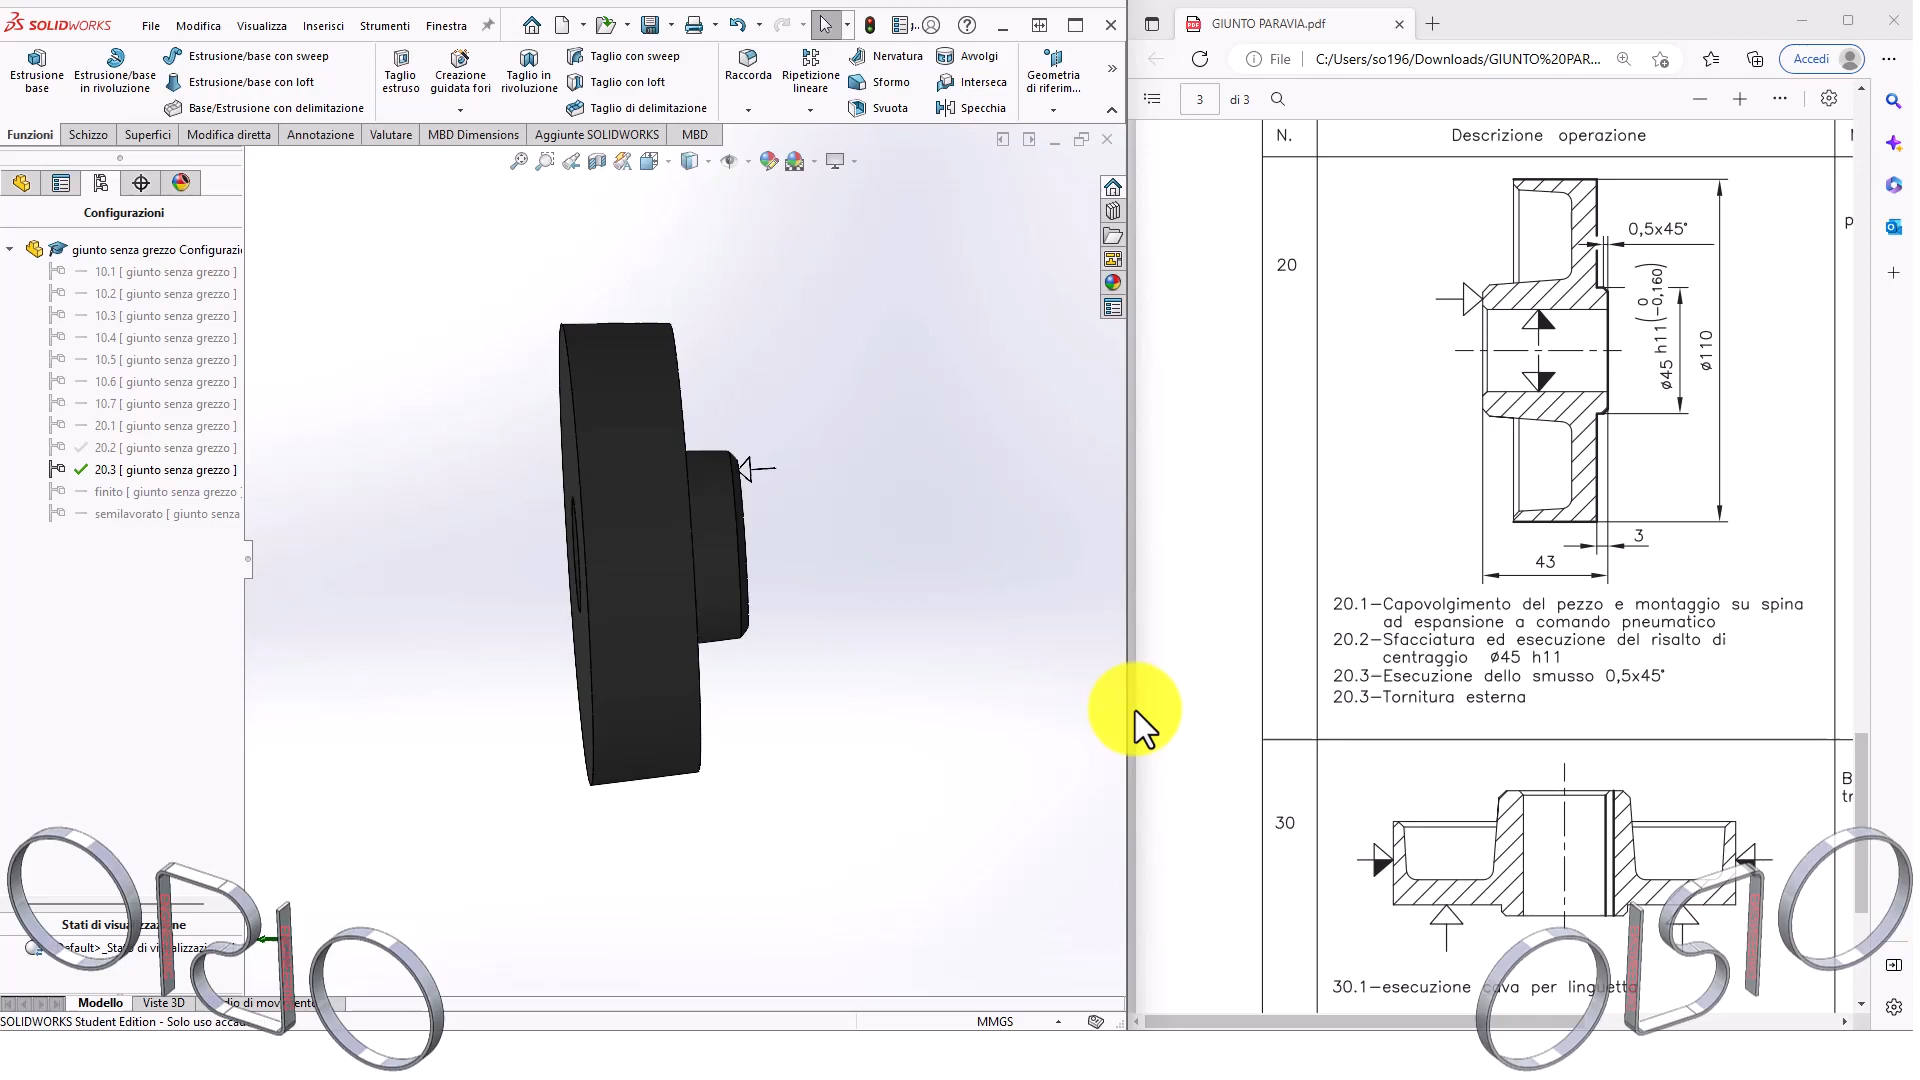 SOLIDWORKS
File
Modifica
Visualizza
Inserisci
Strumenti
Finestra
Estrusione base
Estrusione/base in rivoluzione
Estrusione/base con sweep
Estrusione/base con loft
Base/Estrusione con delimitazione
Taglio estruso
Creazione guidata fori
Taglio in rivoluzione
Taglio con sweep
Taglio con loft
Taglio di delimitazione
Raccorda
Ripetizione lineare
Nervatura
Sformo
Svuota
Avvolgi
Interseca
Specchia
Geometria di riferim...
Funzioni
Schizzo
Superfici
Modifica diretta
Annotazione
Valutare
MBD Dimensions
Aggiunte SOLIDWORKS
MBD
Configurazioni
giunto senza grezzo Configurazi
10.1 [ giunto senza grezzo ]
10.2 [ giunto senza grezzo ]
10.3 [ giunto senza grezzo ]
10.4 [ giunto senza grezzo ]
10.5 [ giunto senza grezzo ]
10.6 [ giunto senza grezzo ]
10.7 [ giunto senza grezzo ]
20.1 [ giunto senza grezzo ]
20.2 [ giunto senza grezzo ]
20.3 [ giunto senza grezzo ]
finito [ giunto senza grezzo ]
semilavorato [ giunto senza
Stati di visualizzazione
Modello
Viste 3D
SOLIDWORKS Student Edition - Solo uso acca
MMGS
GIUNTO PARAVIA.pdf
File
C:/Users/so196/Downloads/GIUNTO%20PAR...
Accedi
3
di 3
N.
Descrizione operazione
20
0,5x45°
ø45 h11 (0 -0,160)
ø110
3
43
20.1–Capovolgimento del pezzo e montaggio su spina
ad espansione a comando pneumatico
20.2–Sfacciatura ed esecuzione del risalto di
centraggio ø45 h11
20.3–Esecuzione dello smusso 0,5x45°
20.3–Tornitura esterna
30
B
tr
30.1–esecuzione cava per linguetta